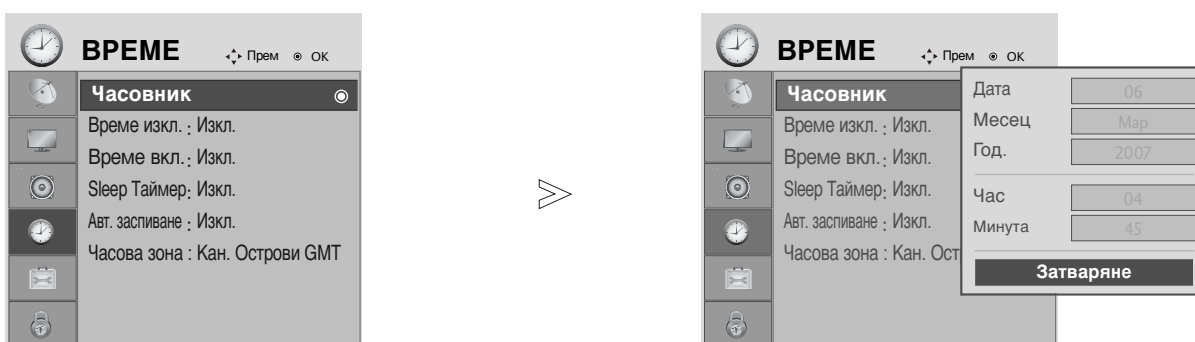 ВРЕМЕ Прем OK
Часовник
Време изкл. : Изкл.
Време вкл. : Изкл.
Sleep Таймер: Изкл.
Авт. заспиване : Изкл.
Часова зона : Кан. Острови GMT
ВРЕМЕ Прем OK
Часовник
Време изкл. : Изкл.
Време вкл. : Изкл.
Sleep Таймер: Изкл.
Авт. заспиване : Изкл.
Часова зона : Кан. Ост
Дата 06
Месец Мар
Год. 2007
Час 04
Минута 45
Затваряне